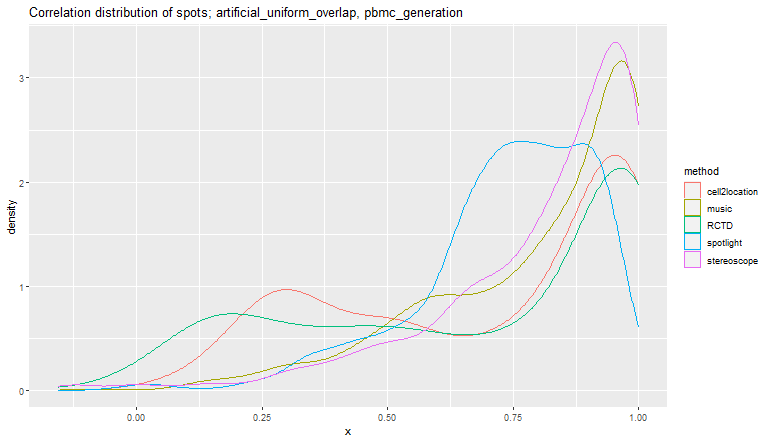 Correlation distribution of spots; artificial_uniform_overlap, pbmc_generation
3
2
1
0
density
0.00 0.25 0.50 0.75 1.00
x
method
cell2location
music
RCTD
spotlight
stereoscope